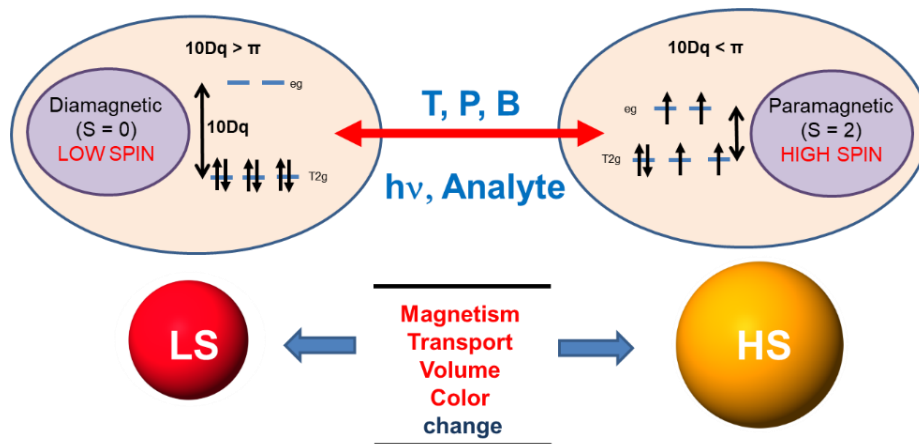 10Dq > π
eg
Diamagnetic
(S = 0)
LOW SPIN
10Dq
T2g
T, P, B
hν, Analyte
10Dq < π
eg
T2g
Paramagnetic
(S = 2)
HIGH SPIN
LS
Magnetism
Transport
Volume
Color
change
HS